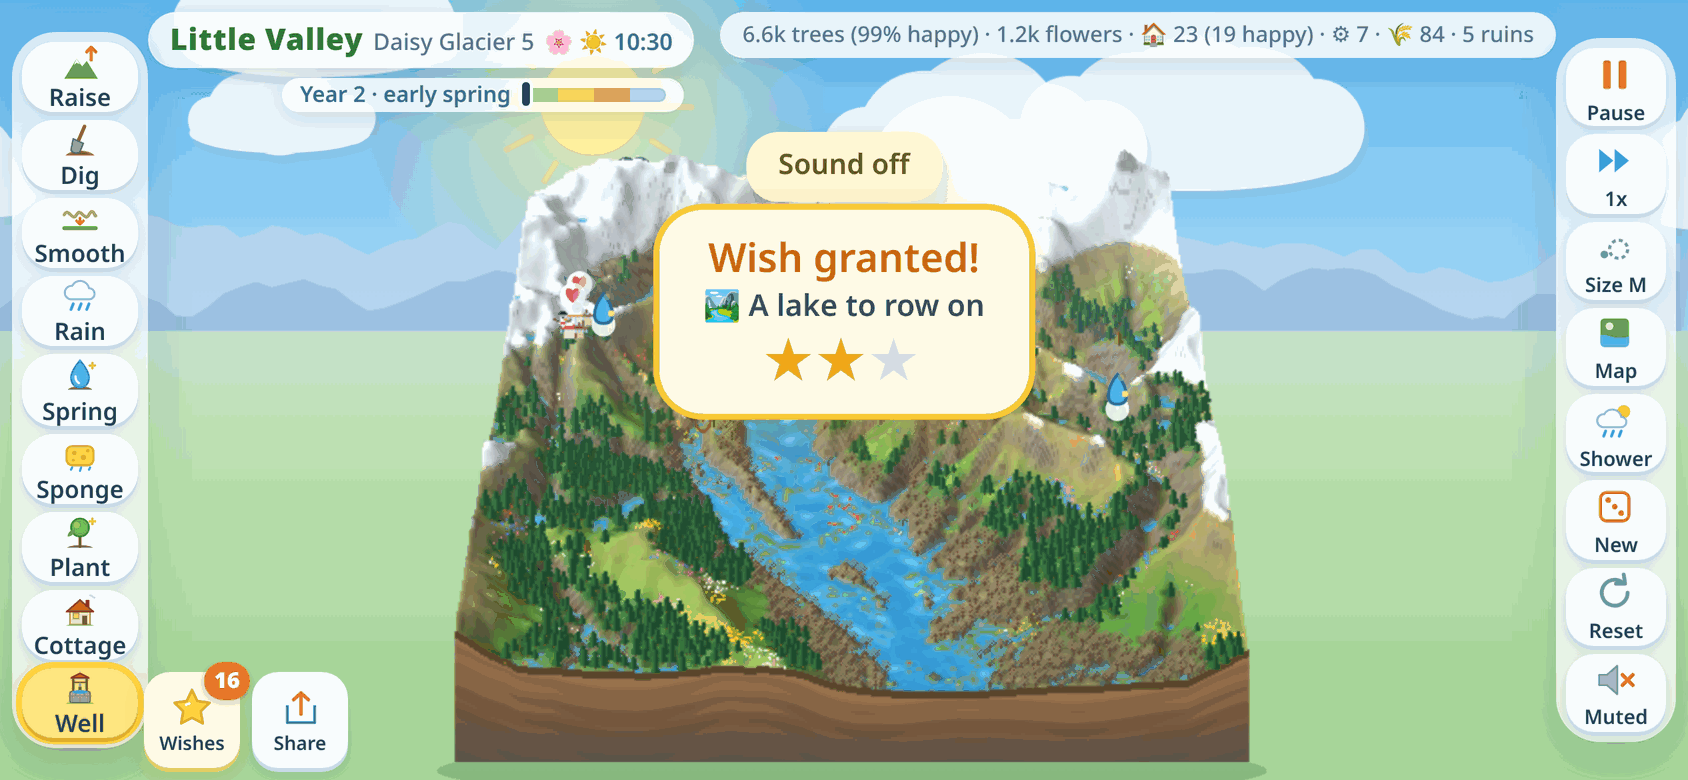 Little Valley Daisy Glacier 5 🌸 ☀️ 10:30
6.6k trees (99% happy) · 1.2k flowers · 🏠 23 (19 happy) · ⚙ 7 · 🌾 84 · 5 ruins
Year 2 · early spring
Sound off
Wish granted!
🏞️ A lake to row on
Raise
Dig
Smooth
Rain
Spring
Sponge
Plant
Cottage
Well
16
Wishes
Share
Pause
1x
Size M
Map
Shower
New
Reset
Muted